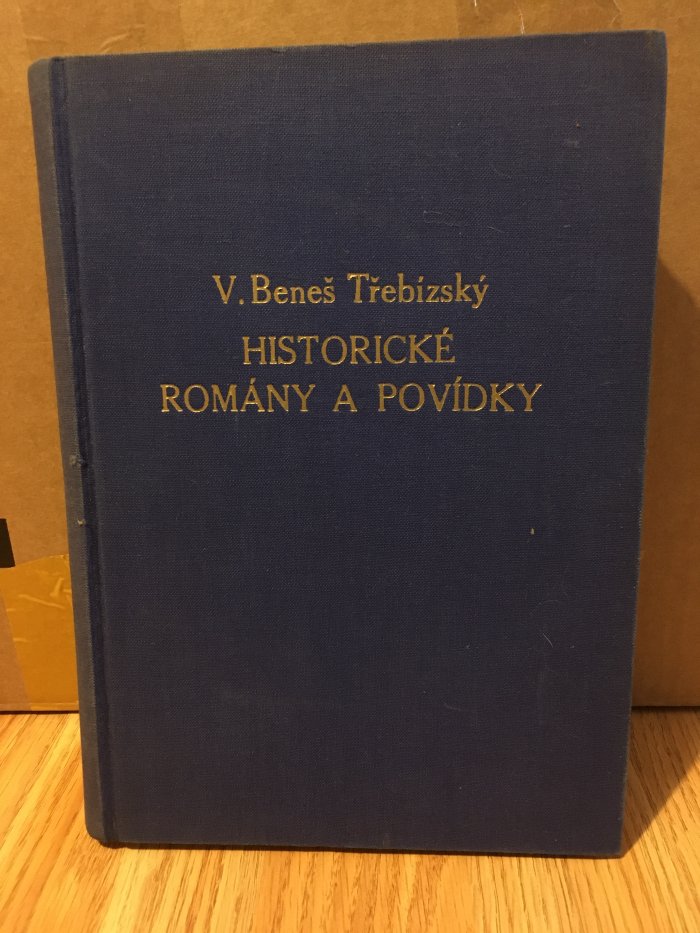 V. Beneš Třebízský
HISTORICKÉ
ROMÁNY A POVÍDKY